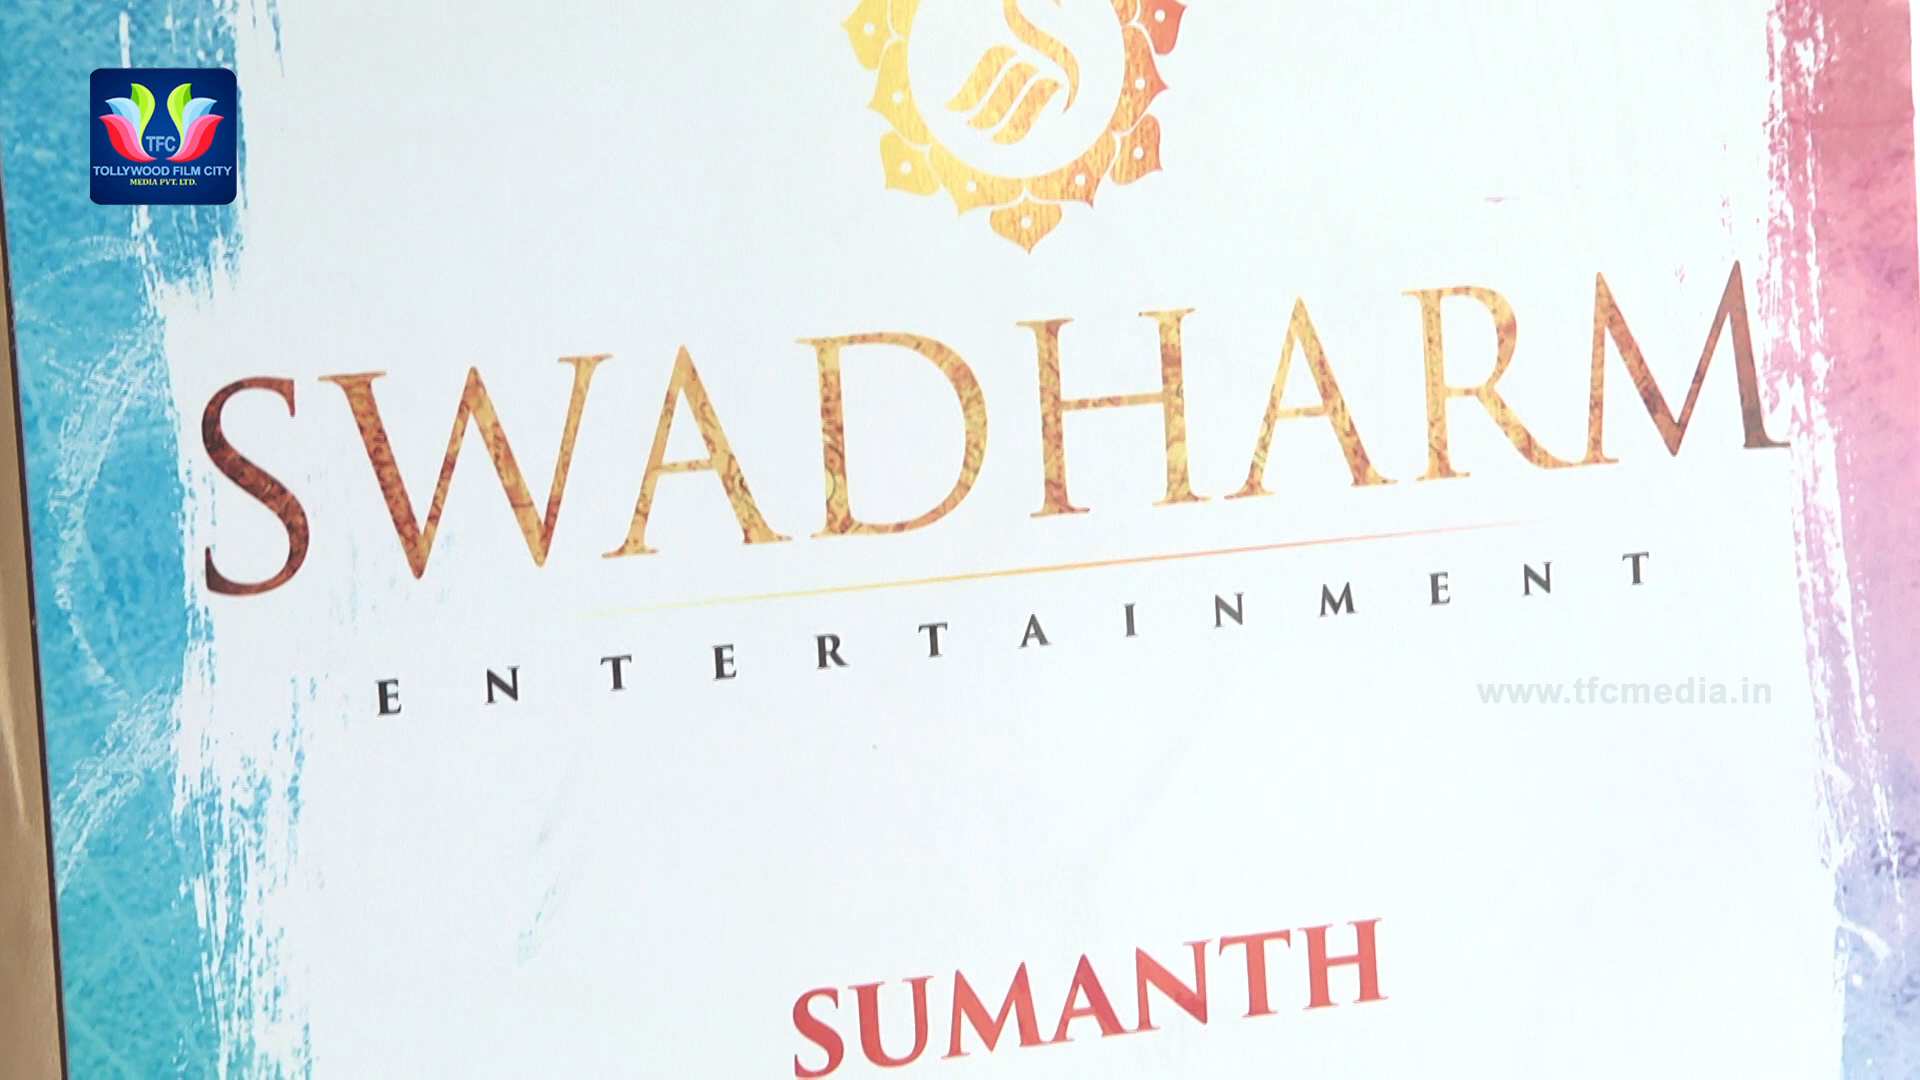 TFC
TOLLYWOOD FILM CITY
MEDIA PVT. LTD.
SWADHARM
ENTERTAINMENT
www.tfcmedia.in
SUMANTH